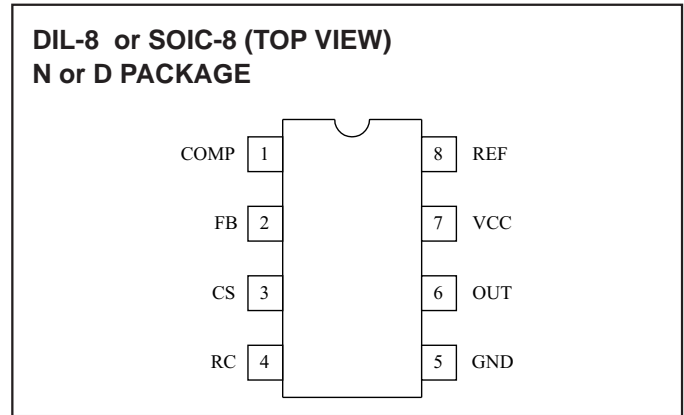 DIL-8 or SOIC-8 (TOP VIEW)
N or D PACKAGE
COMP 1 8 REF
FB 2 7 VCC
CS 3 6 OUT
RC 4 5 GND